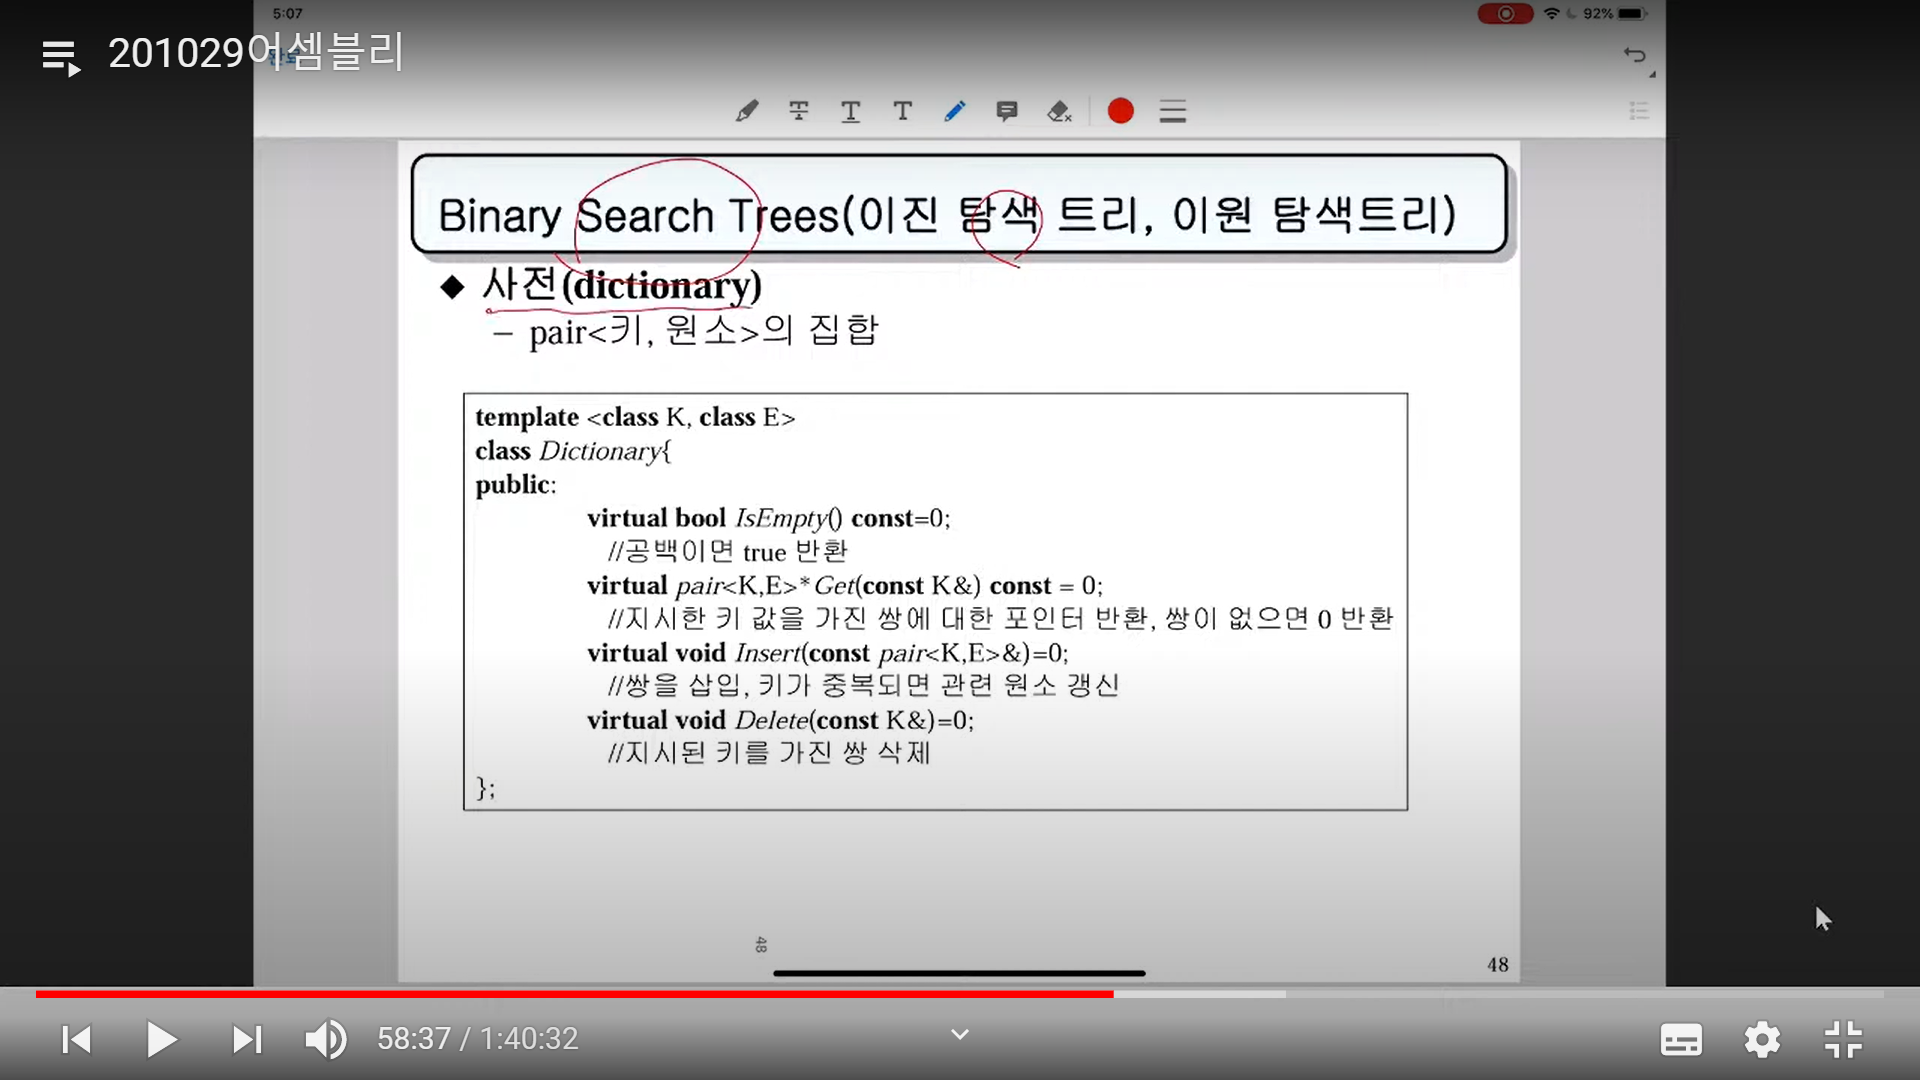 5:07
92%
201029어셈블리
완료
Binary Search Trees(이진 탐색 트리, 이원 탐색트리)
◆ 사전(dictionary)
– pair<키, 원소>의 집합
template <class K, class E>
class Dictionary{
public:
virtual bool IsEmpty() const=0;
//공백이면 true 반환
virtual pair<K,E>*Get(const K&) const = 0;
//지시한 키 값을 가진 쌍에 대한 포인터 반환, 쌍이 없으면 0 반환
virtual void Insert(const pair<K,E>&)=0;
//쌍을 삽입, 키가 중복되면 관련 원소 갱신
virtual void Delete(const K&)=0;
//지시된 키를 가진 쌍 삭제
};
48
48
58:37 / 1:40:32